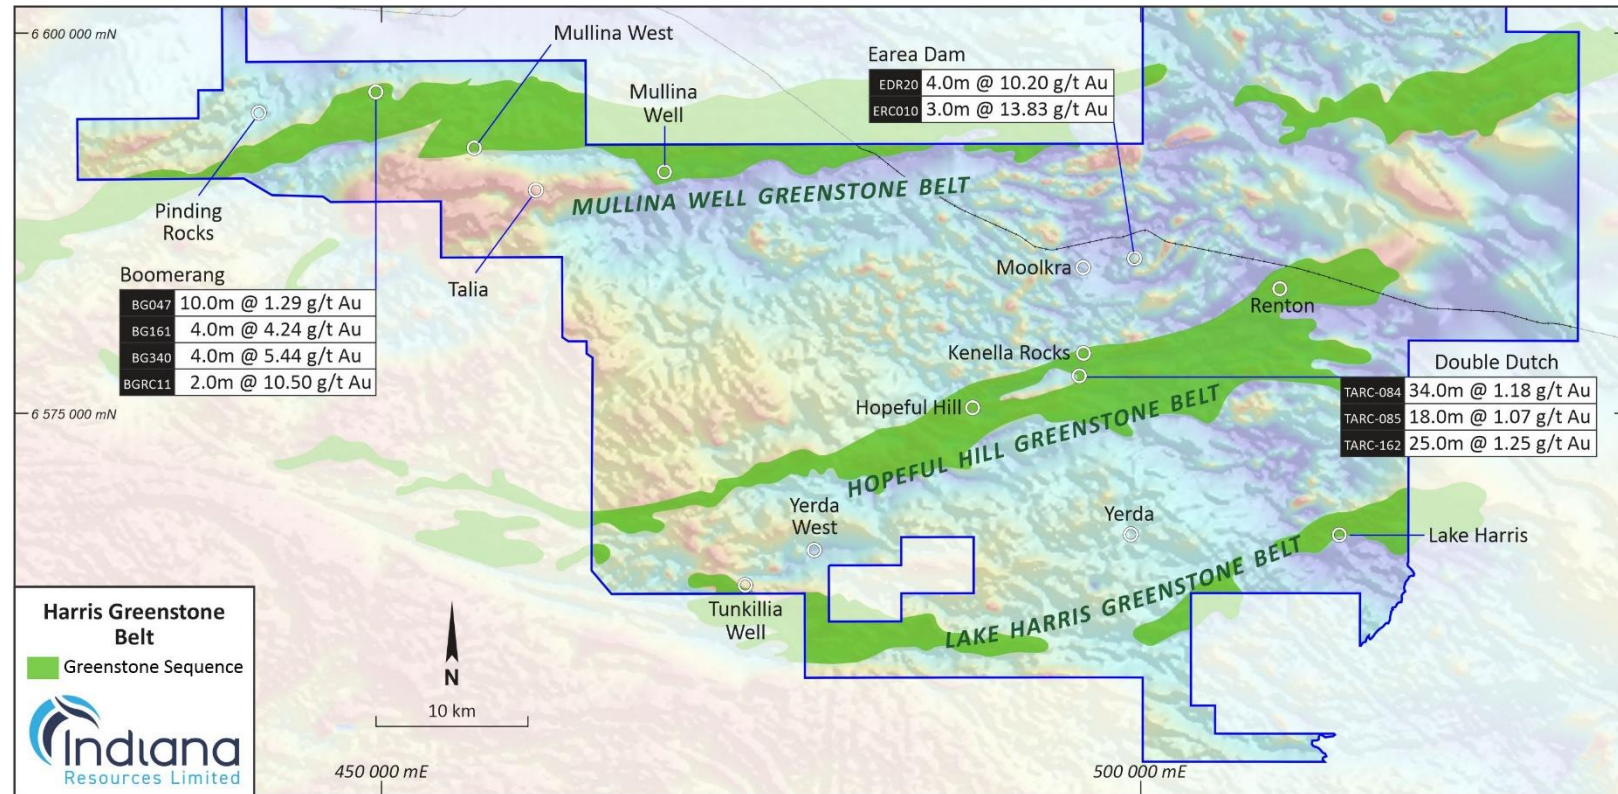 6 600 000 mN
Mullina West
Mullina
Well
Earea Dam
EDR20 4.0m @ 10.20 g/t Au
ERC010 3.0m @ 13.83 g/t Au
Pinding
Rocks
MULLINA WELL GREENSTONE BELT
Boomerang
BG047 10.0m @ 1.29 g/t Au
BG161 4.0m @ 4.24 g/t Au
BG340 4.0m @ 5.44 g/t Au
BGRC11 2.0m @ 10.50 g/t Au
Talia
Moolkra
Renton
Kenella Rocks
Double Dutch
TARC-084 34.0m @ 1.18 g/t Au
TARC-085 18.0m @ 1.07 g/t Au
TARC-162 25.0m @ 1.25 g/t Au
6 575 000 mN
Hopeful Hill
HOPEFUL HILL GREENSTONE BELT
Yerda
West
Yerda
Lake Harris
Tunkillia
Well
LAKE HARRIS GREENSTONE BELT
Harris Greenstone
Belt
Greenstone Sequence
Indiana
Resources Limited
N
10 km
450 000 mE
500 000 mE